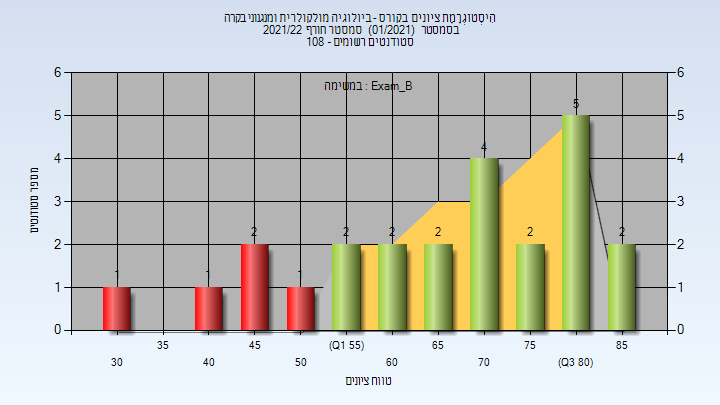 היסטוגרמת ציונים בקורס - ביולוגיה מולקולרית ומנגנוני בקרה
בסמסטר (01/2021) סמסטר חורף 2021/22
סטודנטים רשומים - 108
במשימה : Exam_B
מספר סטודנטים
6 6
5 5
4 4
3 3
2 2
1 1
0 0
1 1 2 1 2 2 2 4 2 5 2
35 45 (Q1 55) 65 75 85
30 40 50 60 70 (Q3 80)
טווח ציונים